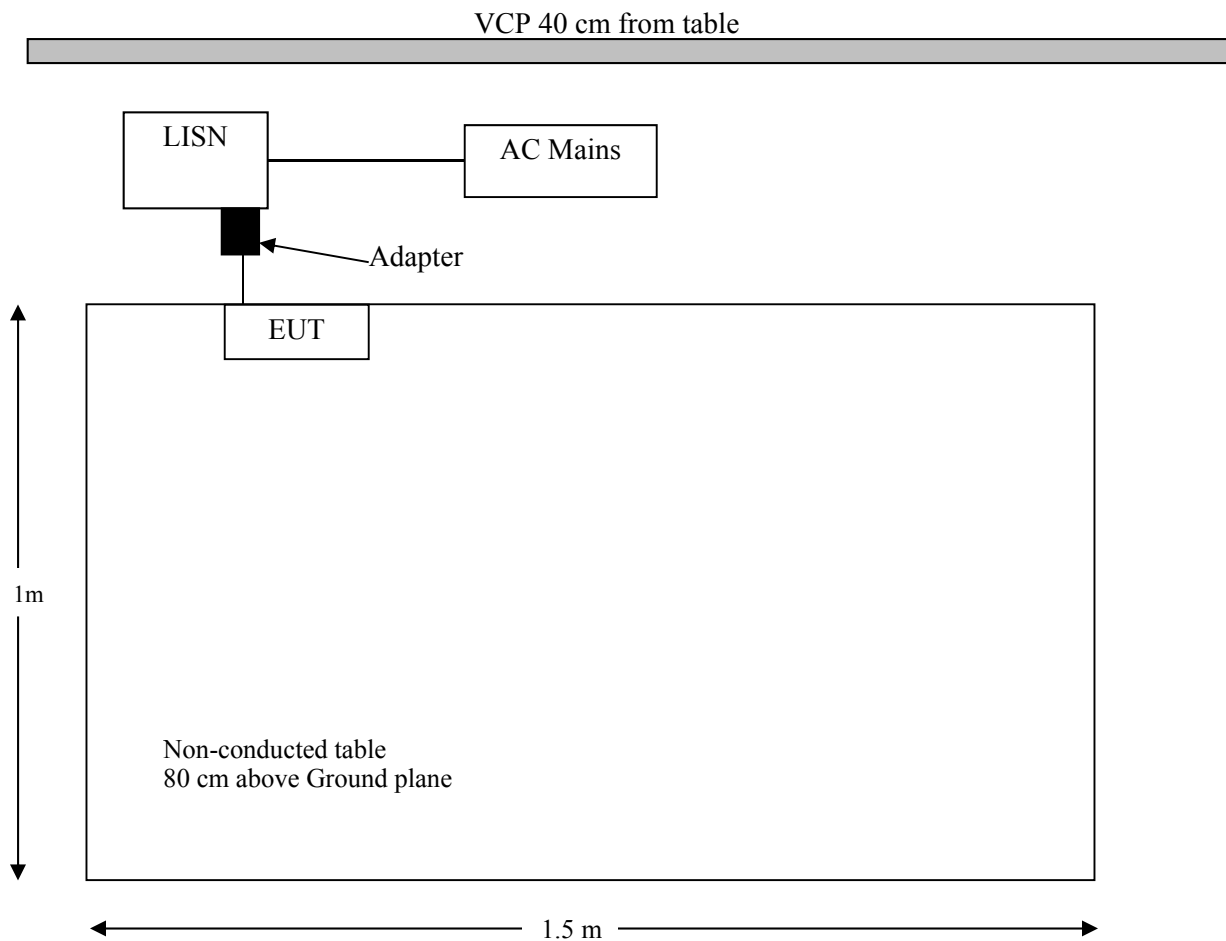 VCP 40 cm from table
LISN
AC Mains
Adapter
EUT
1m
Non-conducted table
80 cm above Ground plane
1.5 m